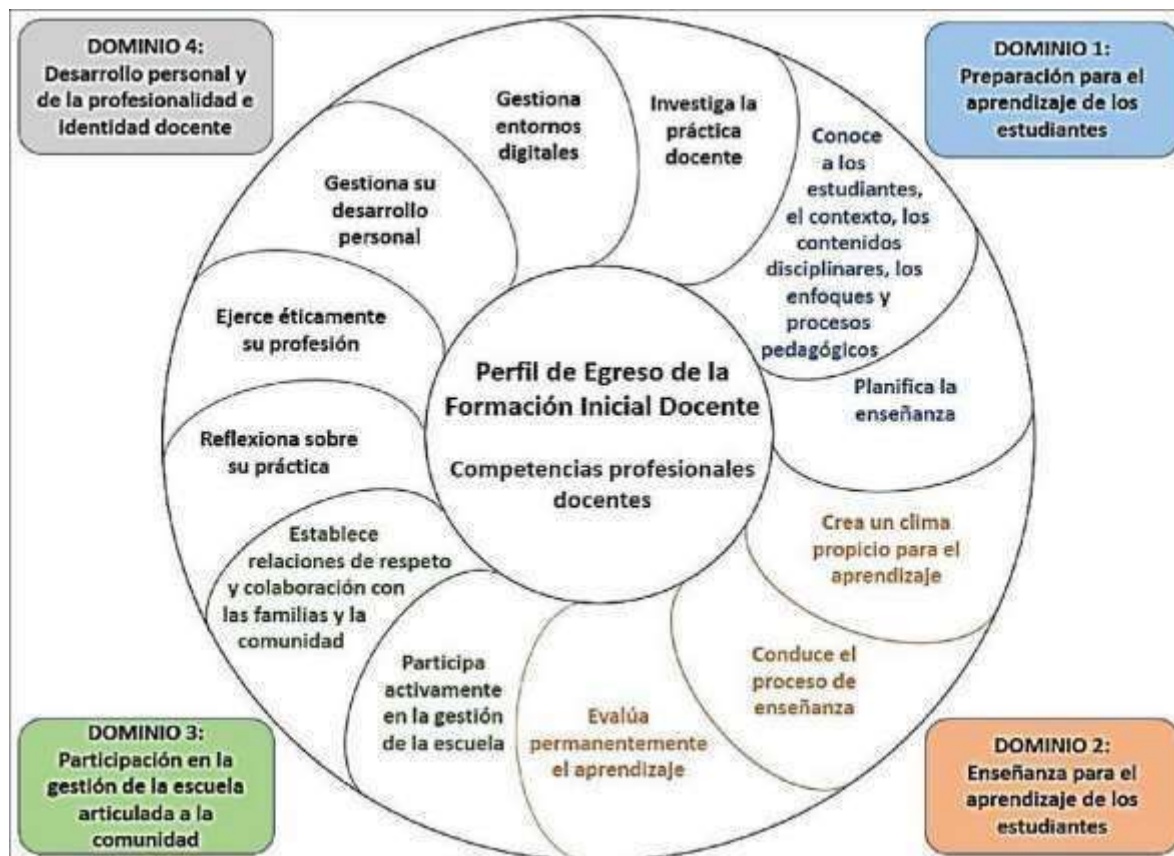 DOMINIO 4:
Desarrollo personal y
de la profesionalidad e
identidad docente
DOMINIO 1:
Preparación para el
aprendizaje de los
estudiantes
Gestiona
entornos
digitales
Investiga la
práctica
docente
Conoce
a los
estudiantes,
el contexto, los
contenidos
disciplinares, los
enfoques y
procesos
pedagógicos
Gestiona su
desarrollo
personal
Ejerce éticamente
su profesión
Planifica la
enseñanza
Perfil de Egreso de la
Formación Inicial Docente
Competencias profesionales
docentes
Reflexiona sobre
su práctica
Crea un clima
propicio para el
aprendizaje
Establece
relaciones de respeto
y colaboración con
las familias y la
comunidad
Conduce el
proceso de
enseñanza
Participa
activamente
en la gestión
de la escuela
Evalúa
permanentemente
el aprendizaje
DOMINIO 3:
Participación en la
gestión de la escuela
articulada a la
comunidad
DOMINIO 2:
Enseñanza para el
aprendizaje de los
estudiantes